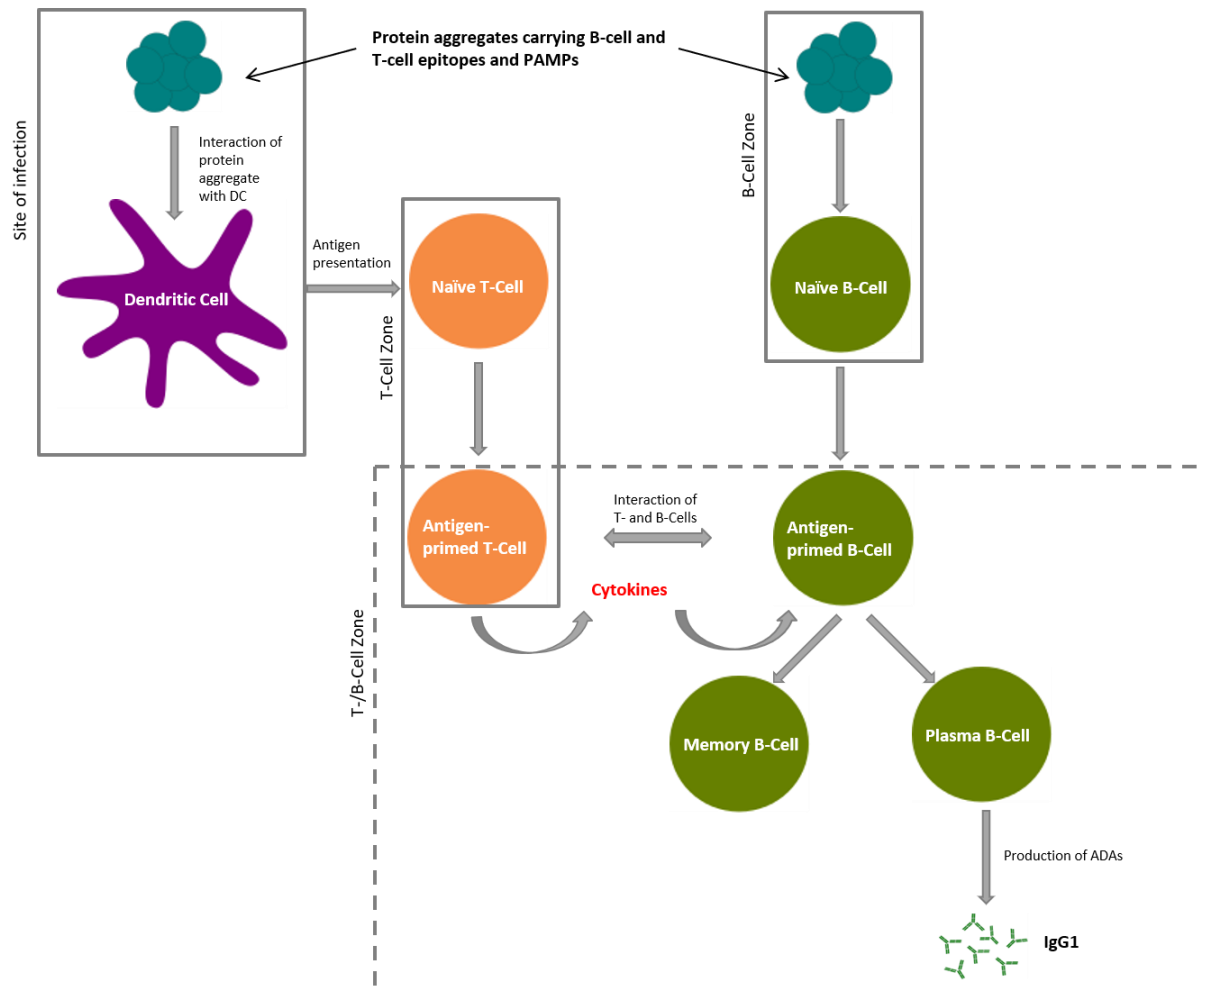 Protein aggregates carrying B-cell and
T-cell epitopes and PAMPs
Site of infection
Interaction of
protein
aggregate
with DC
Dendritic Cell
Antigen
presentation
T-Cell Zone
Naïve T-Cell
B-Cell Zone
Naïve B-Cell
Antigen-
primed T-Cell
Interaction of
T- and B-Cells
Antigen-
primed B-Cell
Cytokines
T-/B-Cell Zone
Memory B-Cell
Plasma B-Cell
Production of ADAs
IgG1